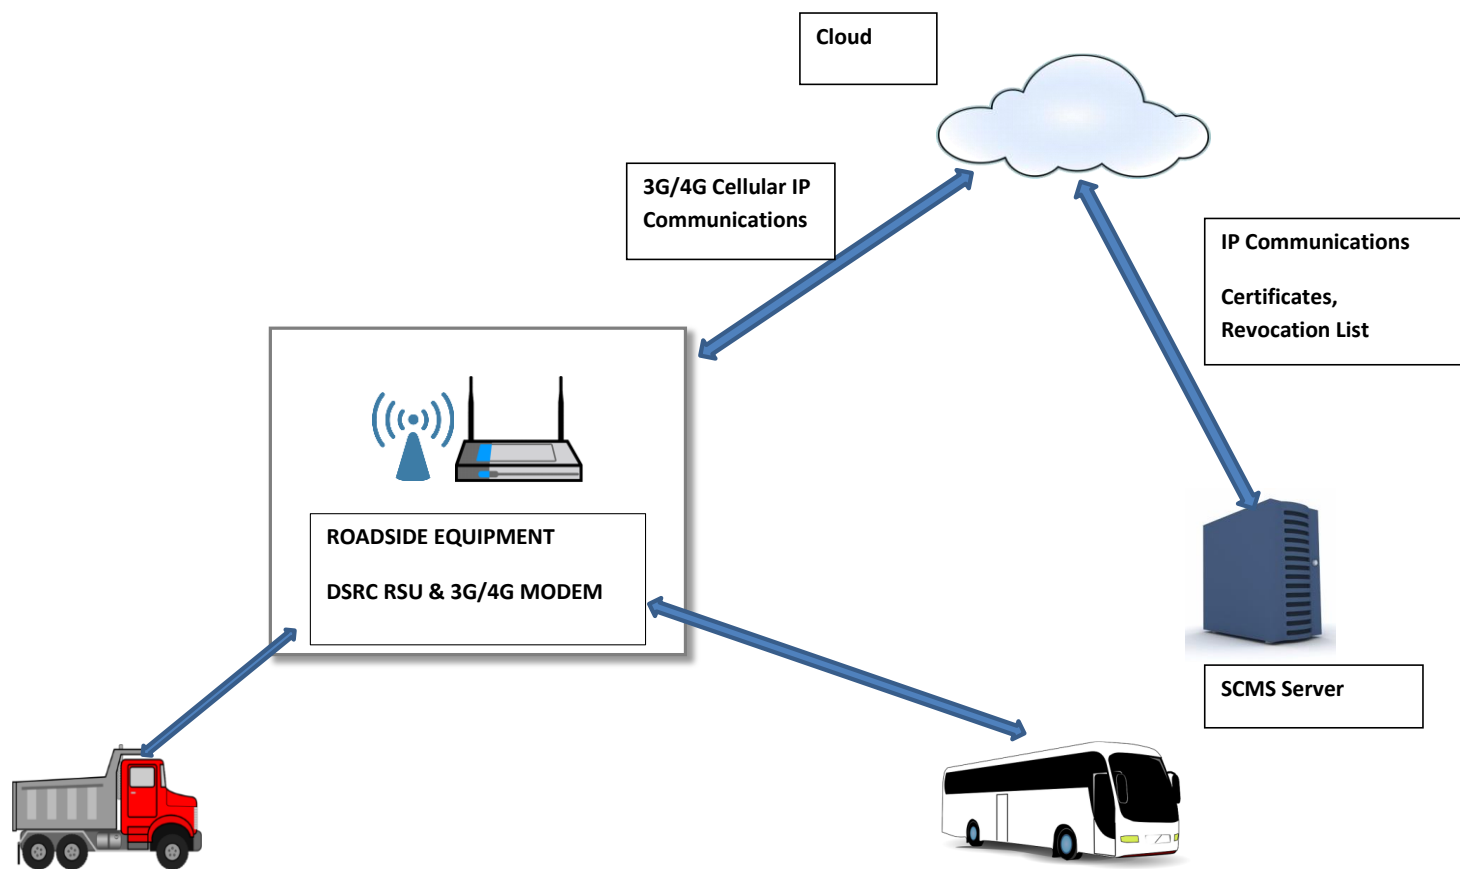 Cloud
3G/4G Cellular IP
Communications
IP Communications
Certificates,
Revocation List
ROADSIDE EQUIPMENT
DSRC RSU & 3G/4G MODEM
SCMS Server